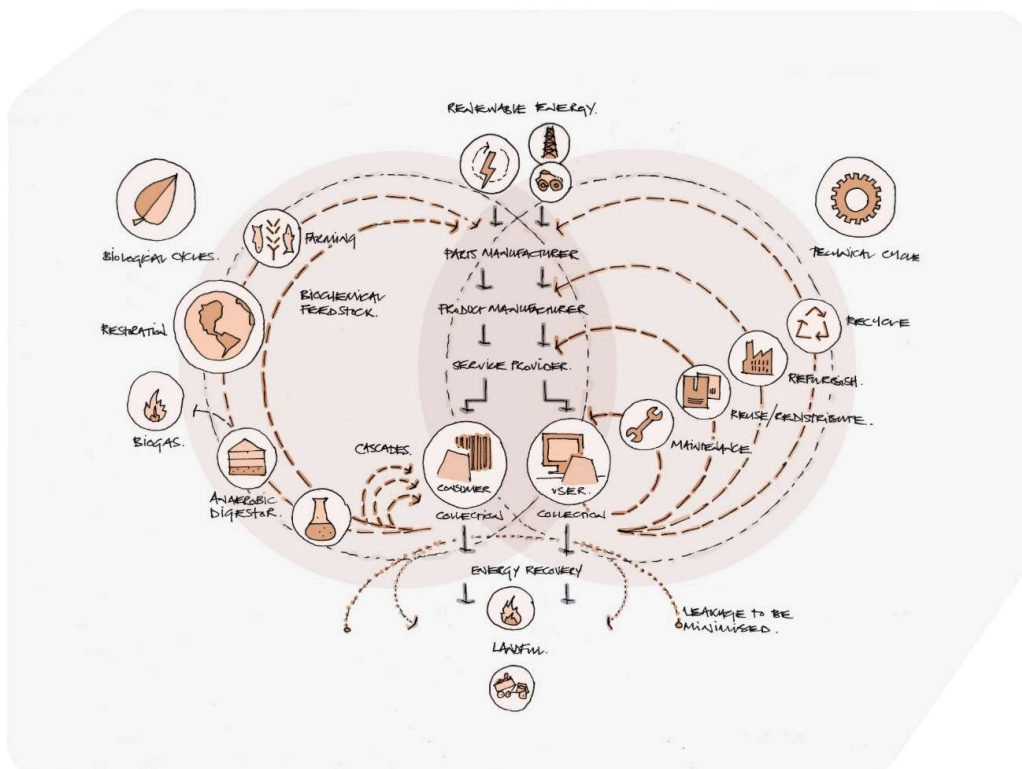 RENEWABLE ENERGY.
BIOLOGICAL CYCLES.
TECHNICAL CYCLE
FARMING
PARTS MANUFACTURER
BIOCHEMICAL
FEEDSTOCK.
PRODUCT MANUFACTURER
RESTORATION
RECYCLE
SERVICE PROVIDER.
REFURBISH.
REUSE/REDISTRIBUTE.
BIOGAS.
CASCADES.
MAINTENANCE.
CONSUMER
USER.
ANAEROBIC
DIGESTOR.
COLLECTION
COLLECTION
ENERGY RECOVERY
LEAKAGE TO BE
MINIMISED.
LANDFILL.